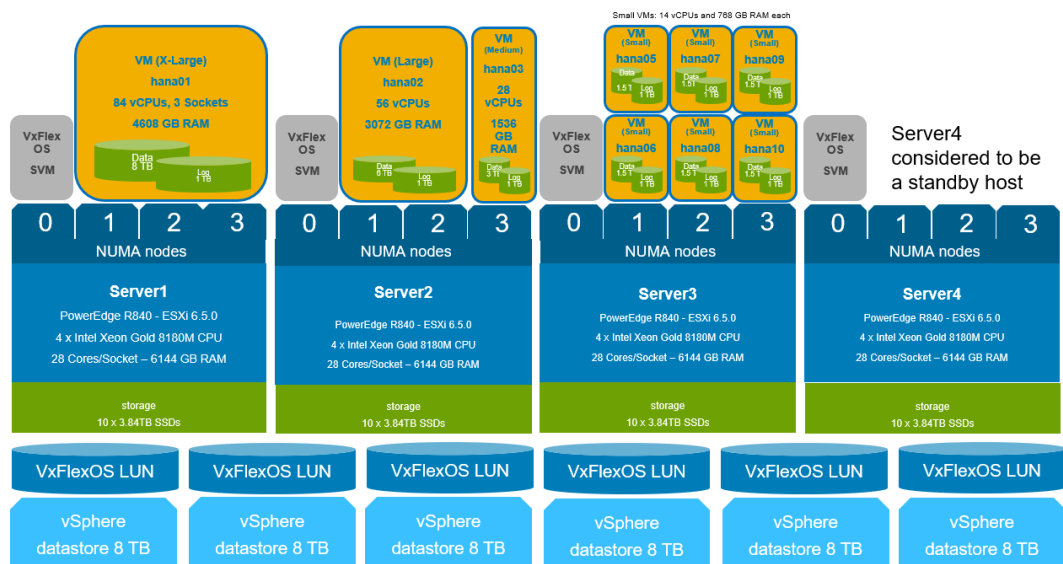 Small VMs: 14 vCPUs and 768 GB RAM each
VM (X-Large)
hana01
84 vCPUs, 3 Sockets
4608 GB RAM
Data
8 TB
Log
1 TB
VxFlex
OS
SVM
VM (Large)
hana02
56 vCPUs
3072 GB RAM
Data
6 TB
Log
1 TB
VM
(Medium)
hana03
28
vCPUs
1536
GB
RAM
Data
Log
1 TB
VxFlex
OS
SVM
VM
(Small)
hana05
Data
1.5 T
Log
1 TB
VM
(Small)
hana07
Data
1.5T
Log
1 TB
VM
(Small)
hana09
Data
1.5 T
Log
1 TB
VM
(Small)
hana06
Data
1.5T
Log
1 TB
VM
(Small)
hana08
Data
1.5 T
Log
1 TB
VM
(Small)
hana10
Data
1.5 T
Log
1 TB
VxFlex
OS
SVM
VxFlex
OS
SVM
Server4
considered to be
a standby host
0 1 2 3
NUMA nodes
Server1
PowerEdge R840 - ESXi 6.5.0
4 x Intel Xeon Gold 8180M CPU
28 Cores/Socket – 6144 GB RAM
storage
10 x 3.84TB SSDs
0 1 2 3
NUMA nodes
Server2
PowerEdge R840 - ESXi 6.5.0
4 x Intel Xeon Gold 8180M CPU
28 Cores/Socket – 6144 GB RAM
storage
10 x 3.84TB SSDs
0 1 2 3
NUMA nodes
Server3
PowerEdge R840 - ESXi 6.5.0
4 x Intel Xeon Gold 8180M CPU
28 Cores/Socket – 6144 GB RAM
storage
10 x 3.84TB SSDs
0 1 2 3
NUMA nodes
Server4
PowerEdge R840 - ESXi 6.5.0
4 x Intel Xeon Gold 8180M CPU
28 Cores/Socket – 6144 GB RAM
storage
10 x 3.84TB SSDs
VxFlexOS LUN
VxFlexOS LUN
VxFlexOS LUN
VxFlexOS LUN
VxFlexOS LUN
VxFlexOS LUN
vSphere
datastore 8 TB
vSphere
datastore 8 TB
vSphere
datastore 8 TB
vSphere
datastore 8 TB
vSphere
datastore 8 TB
vSphere
datastore 8 TB